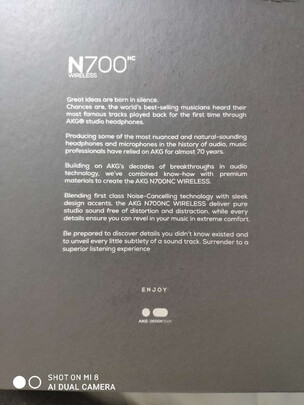 N700NC
WIRELESS
Great ideas are born in silence.
Chances are, the world's best-selling musicians heard their
most famous tracks played back for the first time through
AKG® studio headphones.
Producing some of the most nuanced and natural-sounding
headphones and microphones in the history of audio, music
professionals have relied on AKG for almost 70 years.
Building on AKG's decades of breakthroughs in audio
technology, we've combined know-how with premium
materials to create the AKG N700NC WIRELESS.
Blending first class Noise-Cancelling technology with sleek
design accents, the AKG N700NC WIRELESS deliver pure
studio sound free of distortion and distraction, while every
details ensure you can revel in your music in extreme comfort.
Be prepared to discover details you didn't know existed and
to unveil every little subtlety of a sound track. Surrender to a
superior listening experience
ENJOY
SHOT ON MI 8
AI DUAL CAMERA